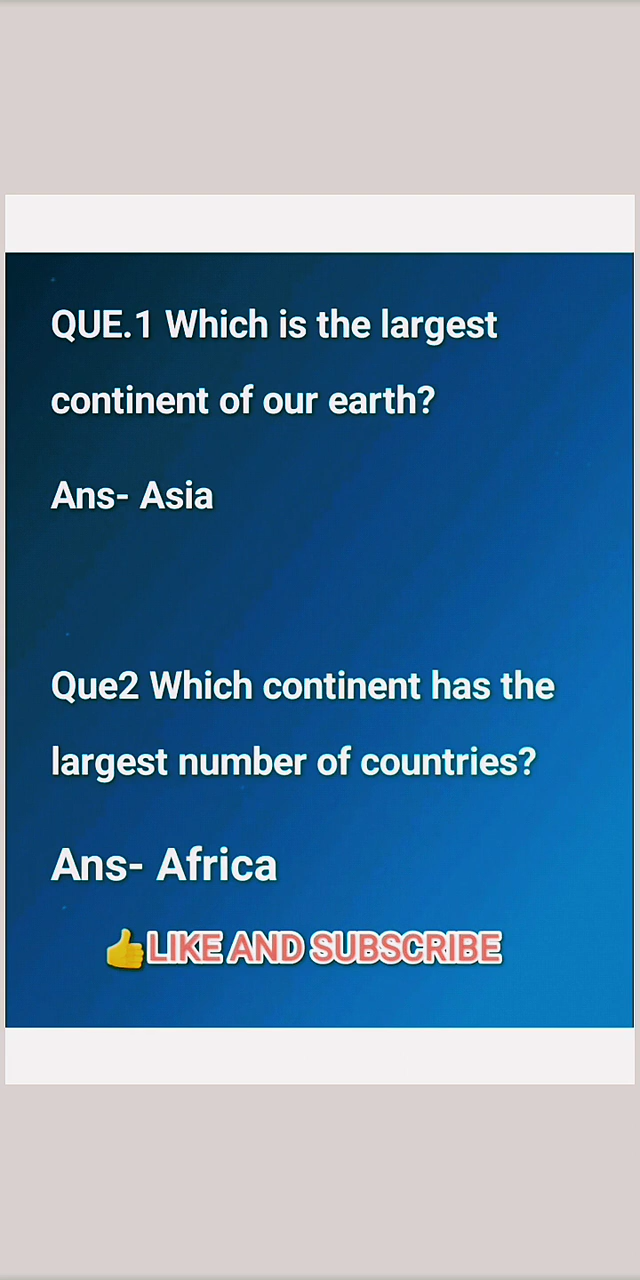 QUE.1 Which is the largest
continent of our earth?
Ans- Asia
Que2 Which continent has the
largest number of countries?
Ans- Africa
👍LIKE AND SUBSCRIBE